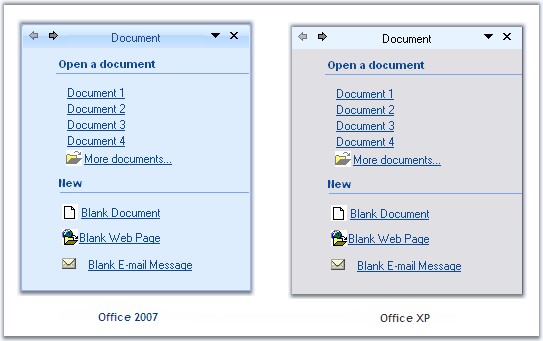 Document
Open a document
Document 1
Document 2
Document 3
Document 4
More documents...
New
Blank Document
Blank Web Page
Blank E-mail Message
Office 2007
Document
Open a document
Document 1
Document 2
Document 3
Document 4
More documents...
New
Blank Document
Blank Web Page
Blank E-mail Message
Office XP